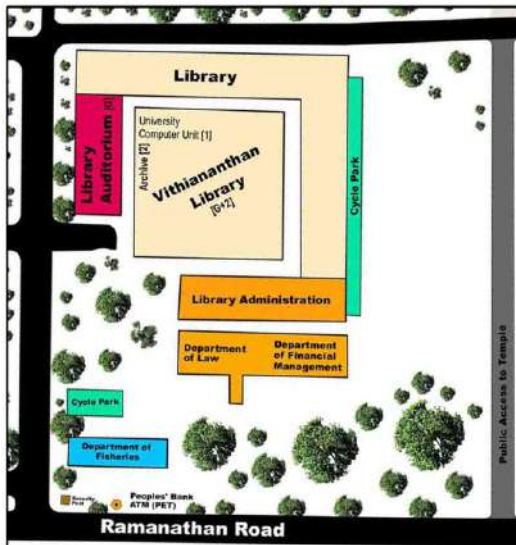 Library
Library
Auditorium [G]
University
Computer Unit [1]
Archive [2]
Vithiananthan
Library
[G+2]
Cycle Park
Library Administration
Department
of Law
Department
of Financial
Management
Cycle Park
Department of
Fisheries
Public Access to Temple
Security
Post
Peoples' Bank
ATM (PET)
Ramanathan Road